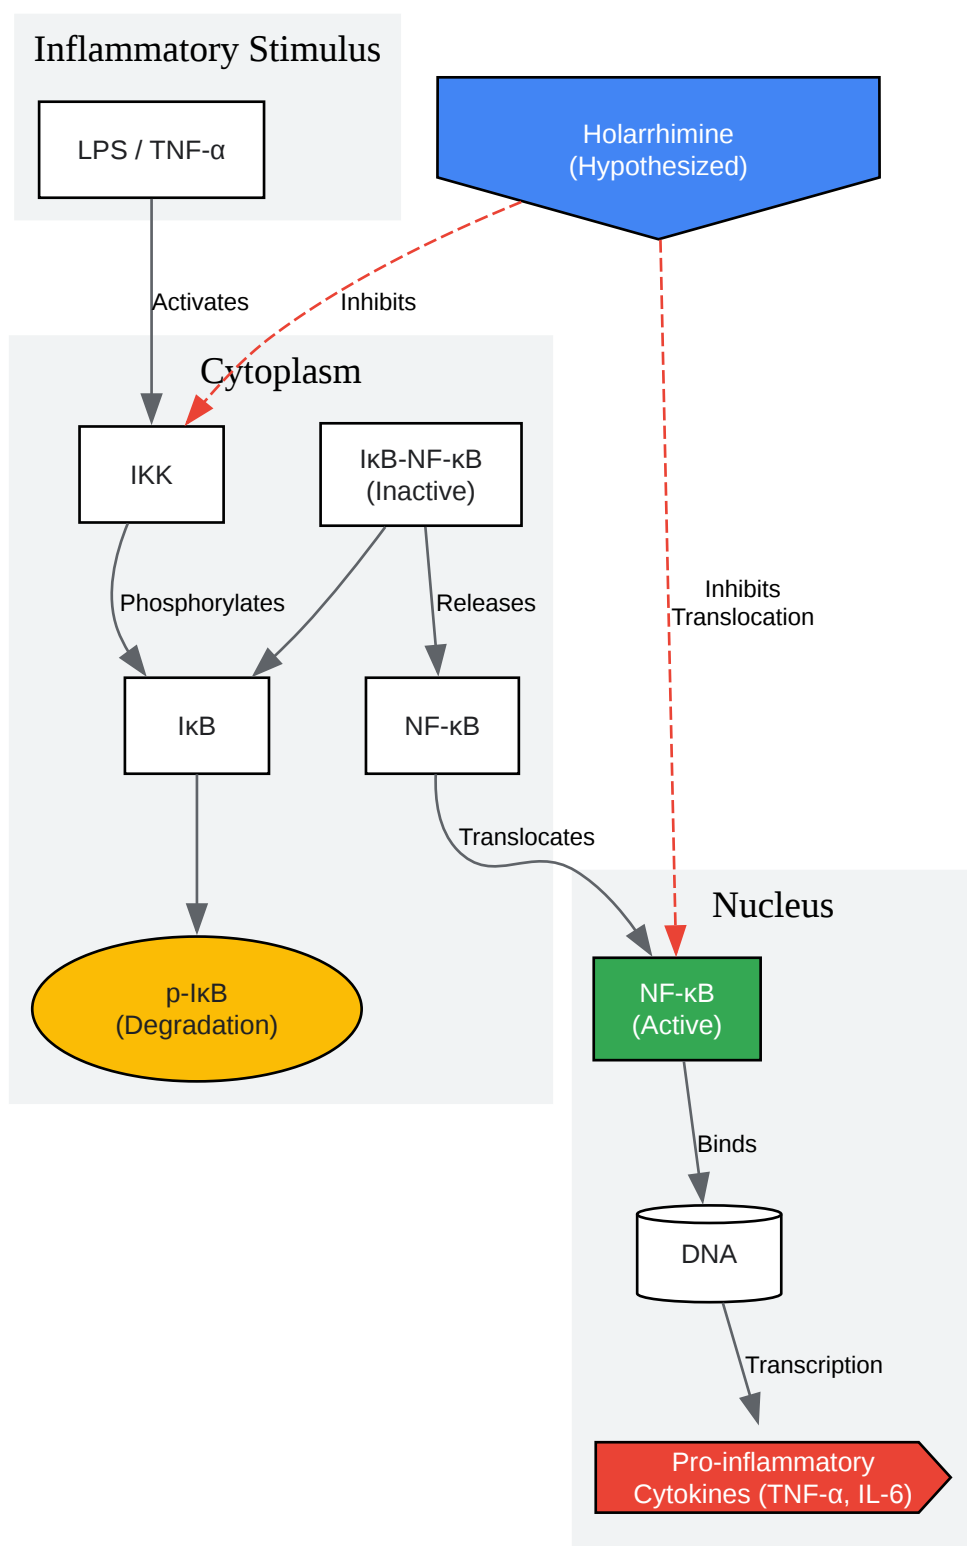 Inflammatory Stimulus
LPS / TNF-α
Holarrhimine
(Hypothesized)
Activates
Inhibits
Cytoplasm
IKK
IκB-NF-κB
(Inactive)
Phosphorylates
Releases
Inhibits
Translocation
IκB
NF-κB
Translocates
Nucleus
p-IκB
(Degradation)
NF-κB
(Active)
Binds
DNA
Transcription
Pro-inflammatory
Cytokines (TNF-α, IL-6)